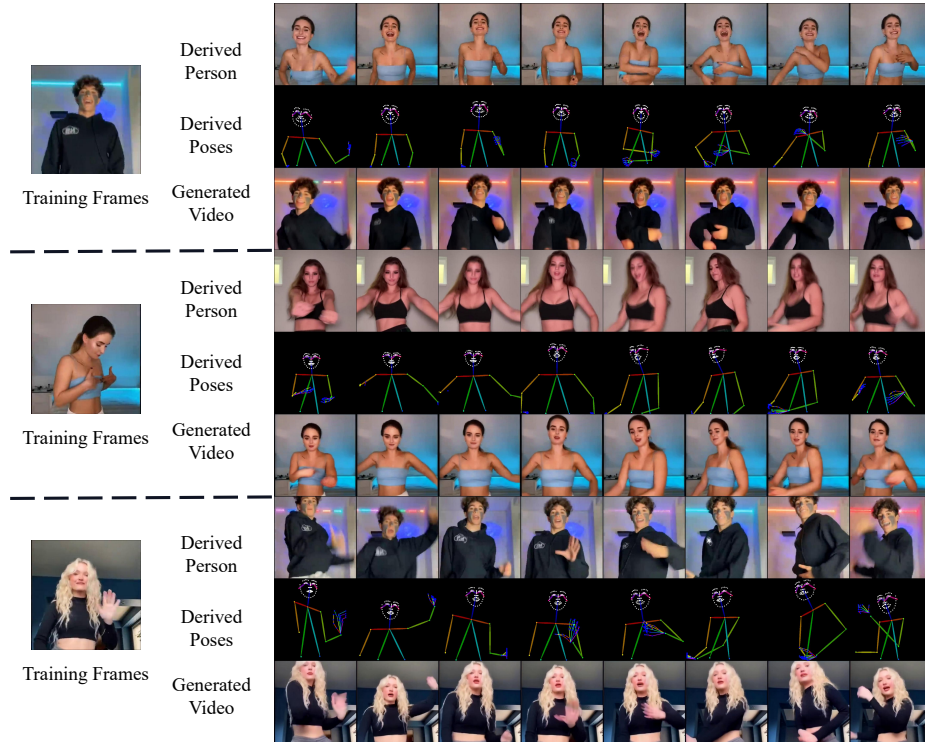 Derived
Person
Derived
Poses
Training Frames
Generated
Video
Derived
Person
Derived
Poses
Training Frames
Generated
Video
Derived
Person
Derived
Poses
Training Frames
Generated
Video